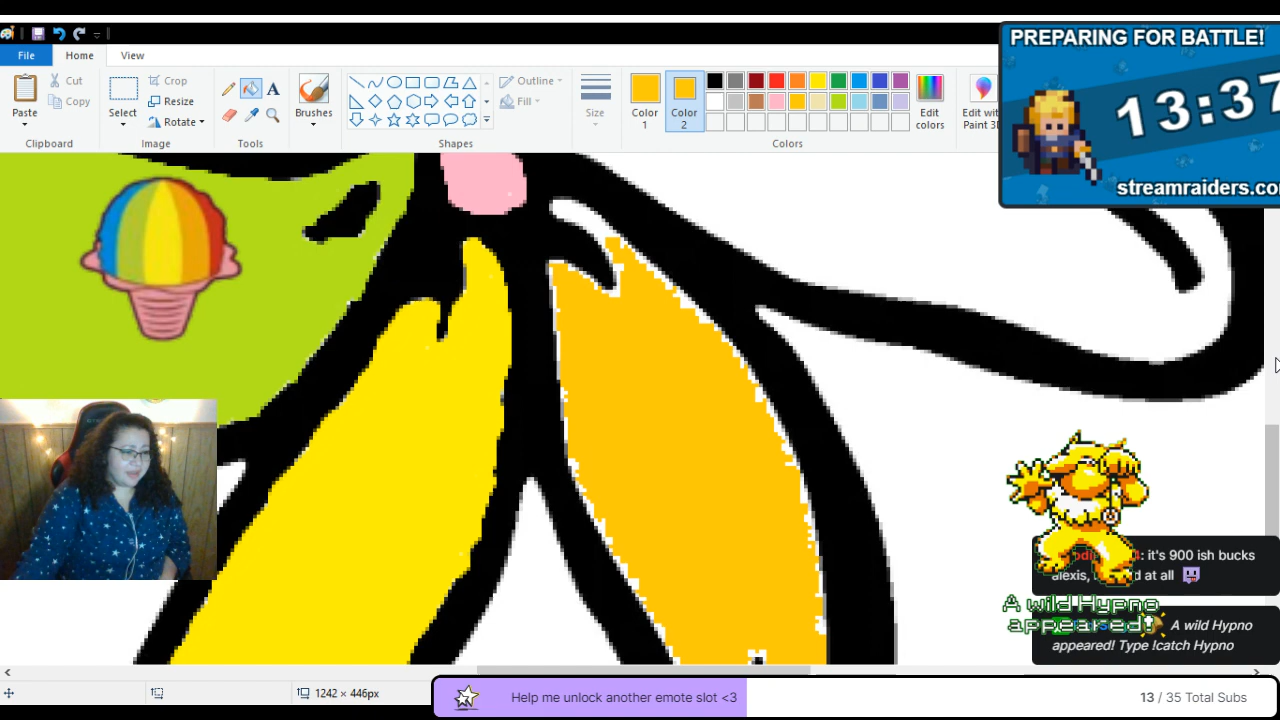 PREPARING FOR BATTLE!
13:37
streamraiders.co
File Home View
Cut
Copy
Paste
Clipboard
Select
Crop
Resize
Rotate
Image
A
Tools
Brushes
Shapes
Outline
Fill
Size
Color 1
Color 2
Edit colors
Colors
Edit with Paint 3D
: it's 900 ish bucks
alexis, at all
A wild Hypno
appeared!
A wild Hypno
appeared! Type !catch Hypno
1242 × 446px
Help me unlock another emote slot <3
13 / 35 Total Subs